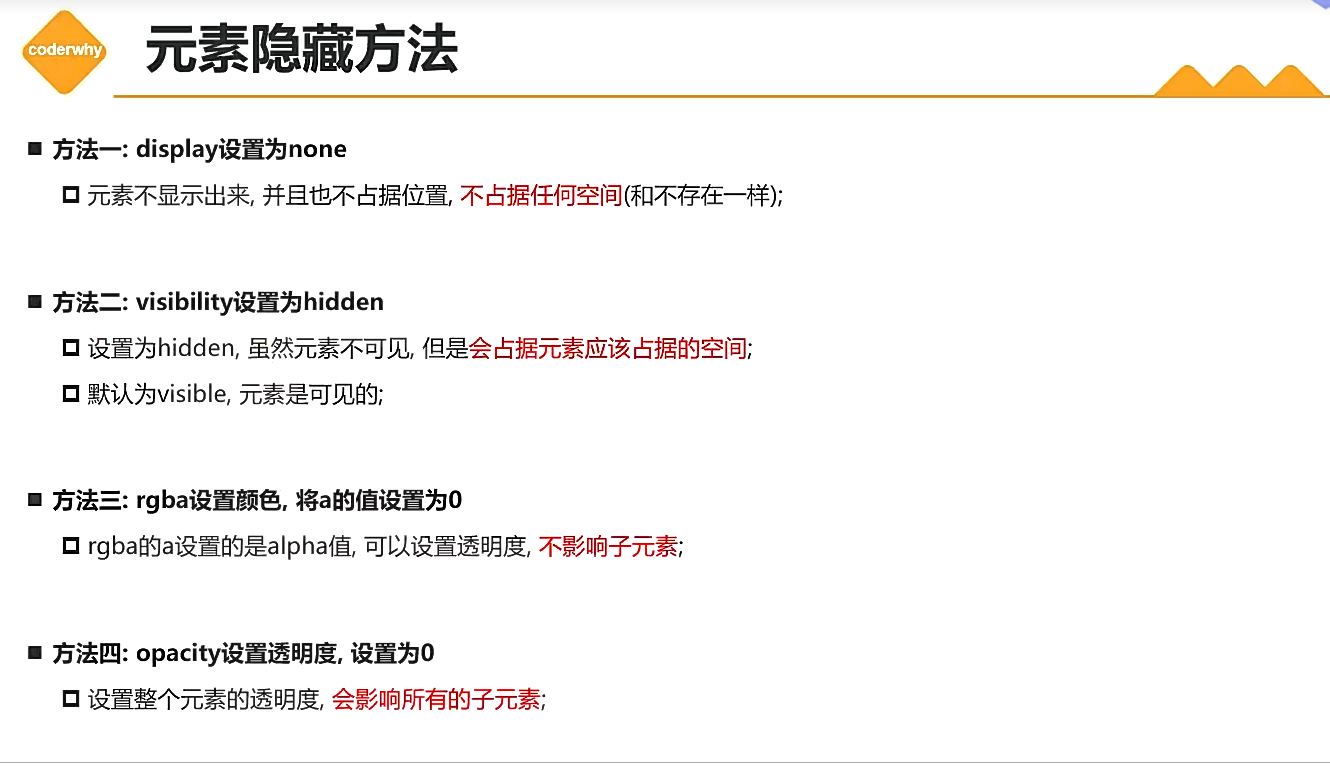 coderwhy
元素隐藏方法
方法一: display设置为none
元素不显示出来, 并且也不占据位置, 不占据任何空间(和不存在一样);
方法二: visibility设置为hidden
设置为hidden, 虽然元素不可见, 但是会占据元素应该占据的空间;
默认为visible, 元素是可见的;
方法三: rgba设置颜色, 将a的值设置为0
rgba的a设置的是alpha值, 可以设置透明度, 不影响子元素;
方法四: opacity设置透明度, 设置为0
设置整个元素的透明度, 会影响所有的子元素;